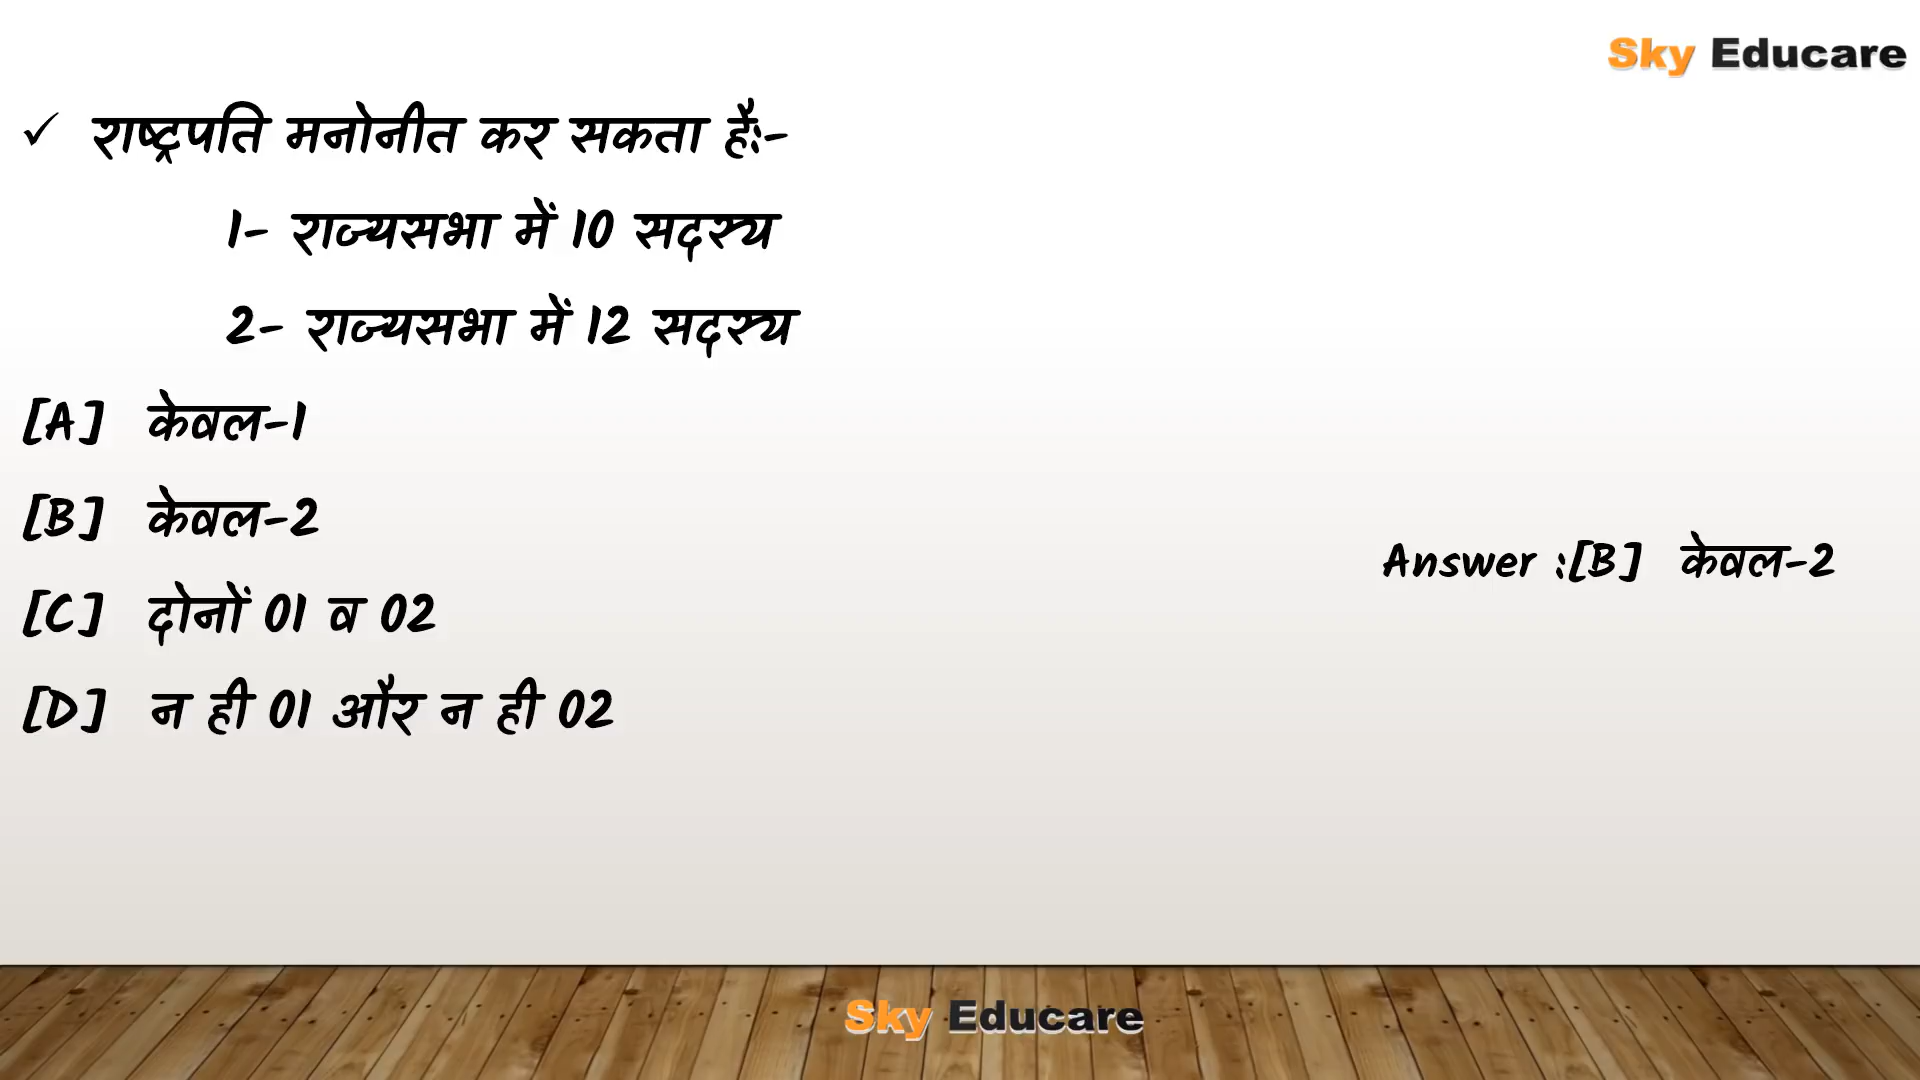 Sky Educare
✓ राष्ट्रपति मनोनीत कर सकता हैः-
1- राज्यसभा में 10 सदस्य
2- राज्यसभा में 12 सदस्य
[A] केवल-1
[B] केवल-2
Answer :[B] केवल-2
[C] दोनों 01 व 02
[D] न ही 01 और न ही 02
Sky Educare